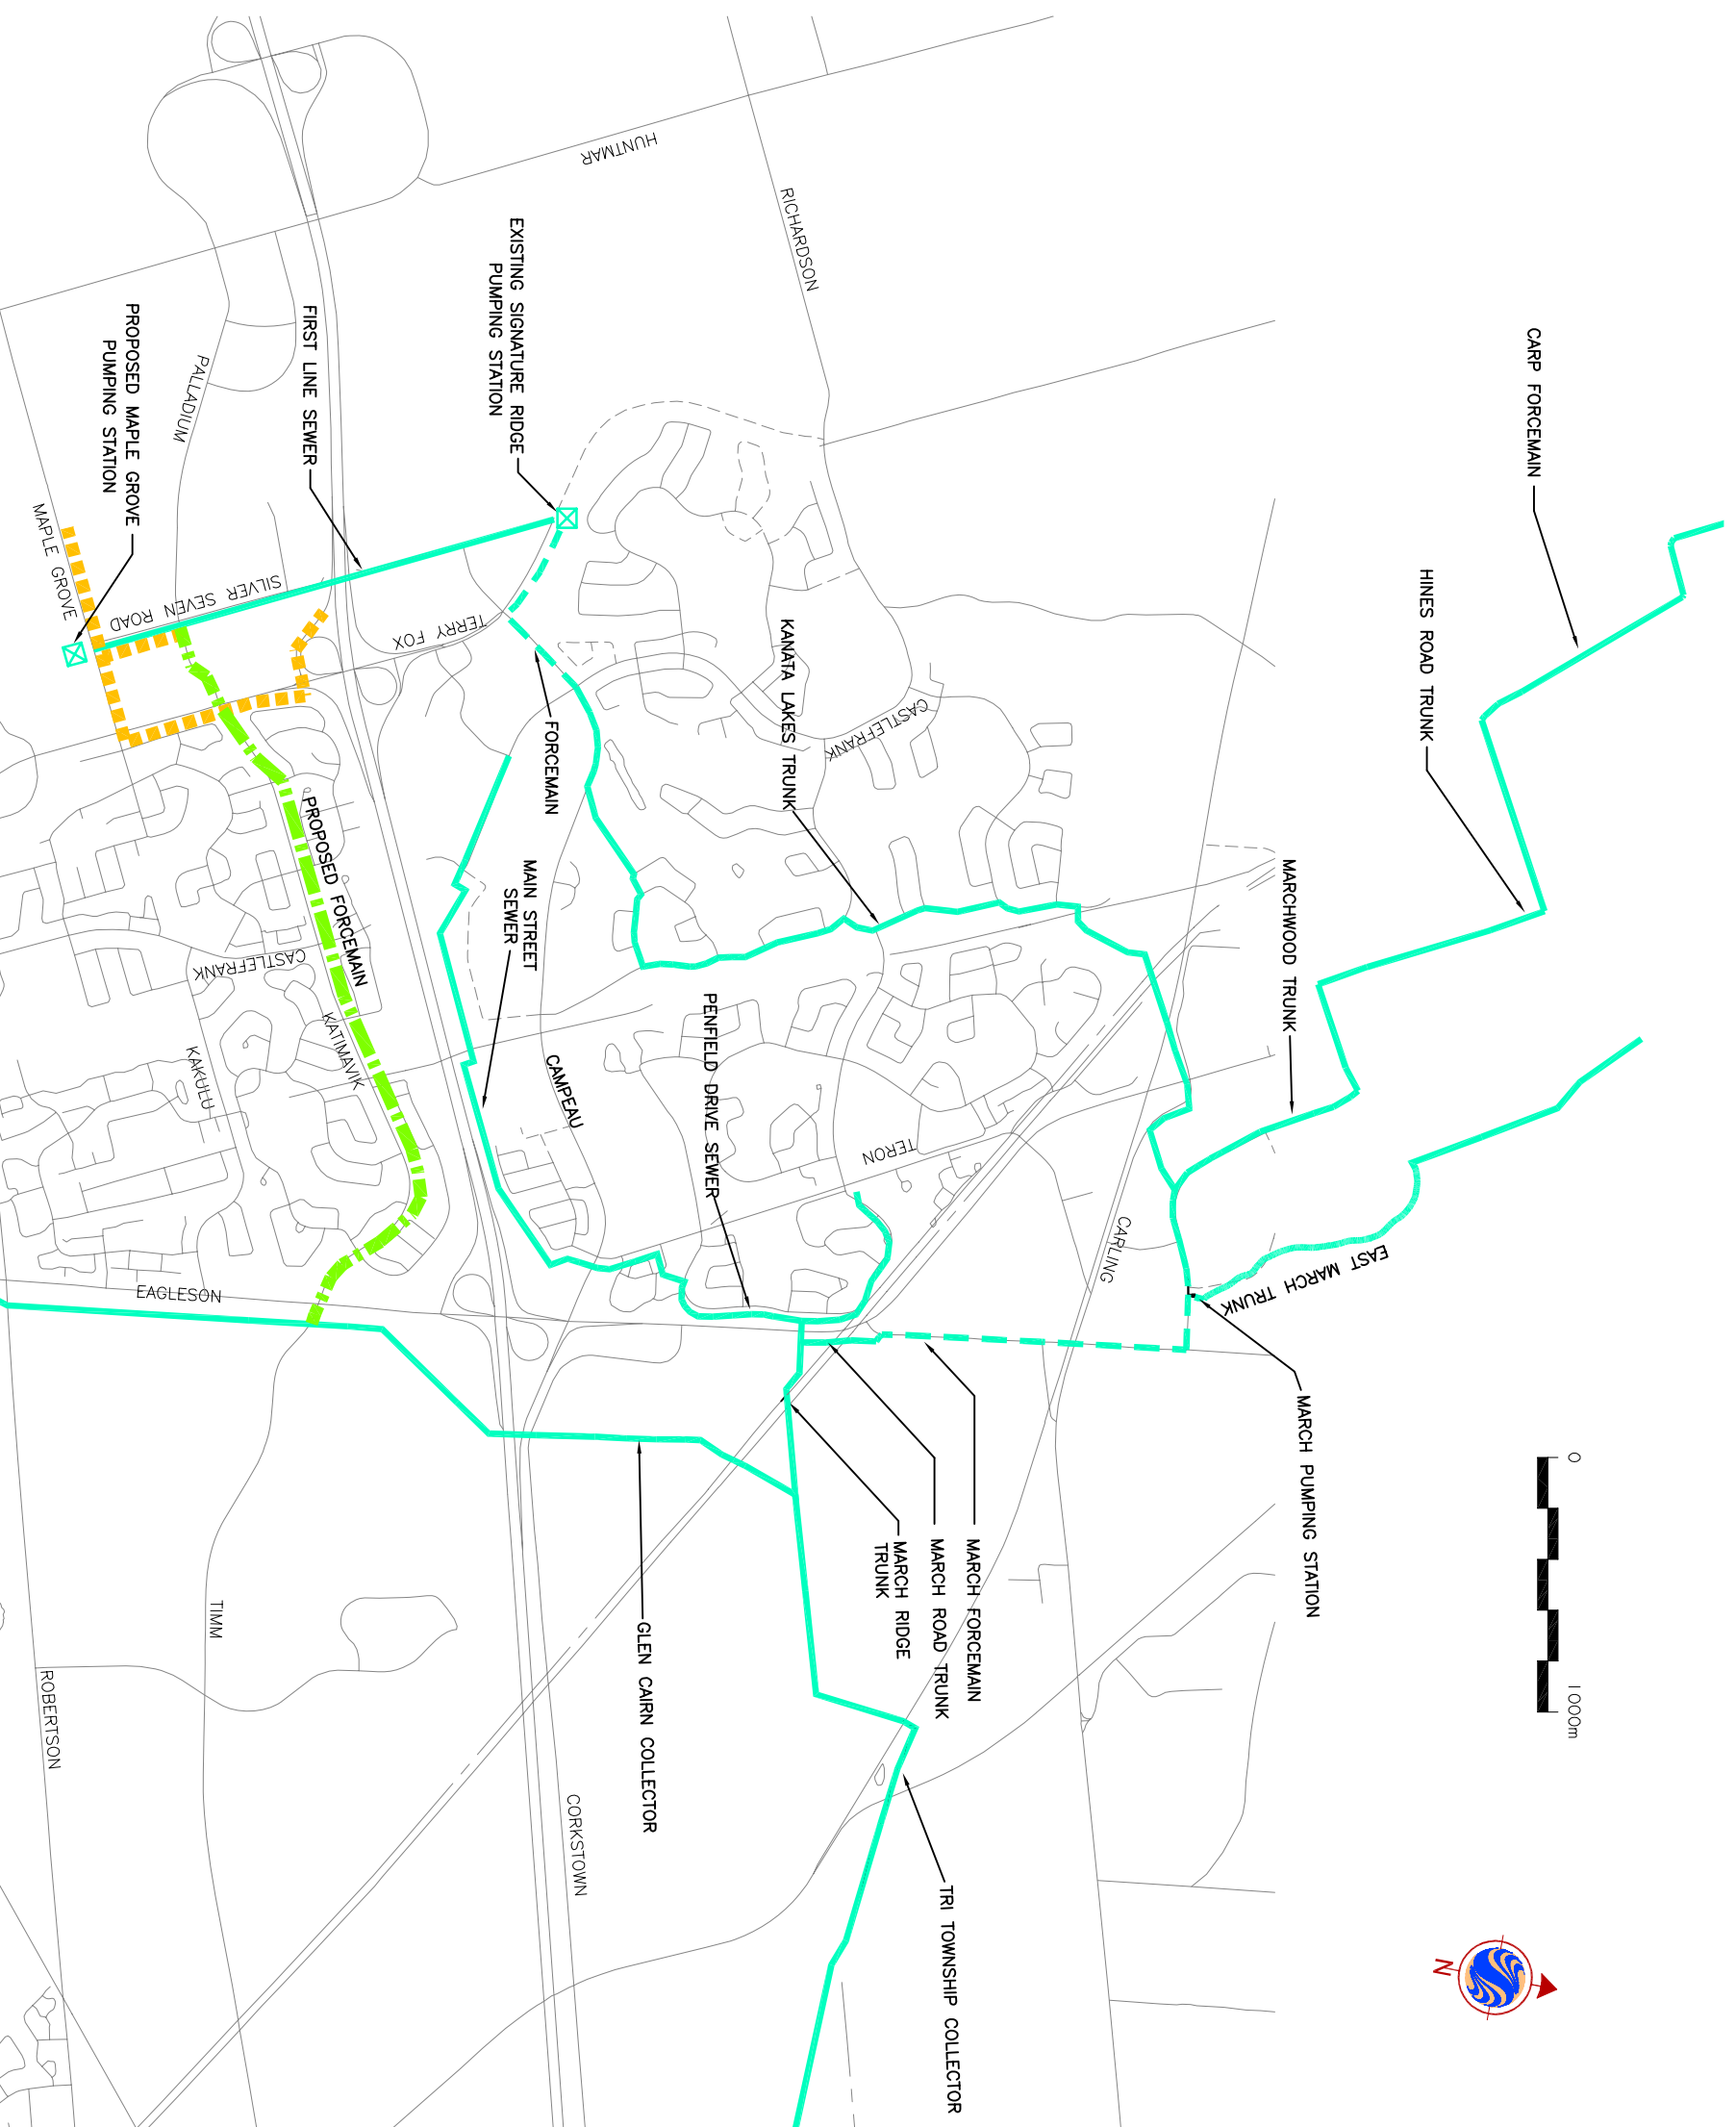 CARP FORCEMAIN
HINES ROAD TRUNK
MARCHWOOD TRUNK
EAST MARCH TRUNK
MARCH PUMPING STATION
0
1000m
N
HUNTMAR
RICHARDSON
EXISTING SIGNATURE RIDGE
PUMPING STATION
FIRST LINE SEWER
PALLADIUM
PROPOSED MAPLE GROVE
PUMPING STATION
MAPLE GROVE
SILVER SEVEN ROAD
TERRY FOX
FORCEMAIN
KANATA LAKES TRUNK
CASTLEFRANK
MAIN STREET
SEWER
PROPOSED FORCEMAIN
CASTLEFRANK
KATIMAVIK
KAKULU
CAMPEAU
PENFIELD DRIVE SEWER
TERON
CARLING
EAGLESON
MARCH FORCEMAIN
MARCH ROAD TRUNK
MARCH RIDGE
TRUNK
GLEN CAIRN COLLECTOR
TIMM
ROBERTSON
CORKSTOWN
TRI TOWNSHIP COLLECTOR